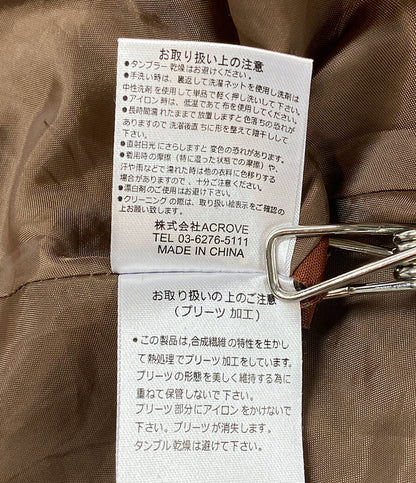 お取り扱い上の注意
●タンブラー乾燥はお避けください。
●手洗い時は、裏返して洗濯ネットを使用し洗剤は
中性洗剤を使用して単品で軽く押し洗いして下さい。
●アイロン時は、低温であて布を使用してください。
●長時間濡れたままで放置しますと色落ちの恐れが
ありますので洗濯後直ちに形を整えて陰干しして
下さい。
●直射日光にさらしますと変色の恐れがあります。
●着用時の摩擦（特に湿った状態での摩擦）や、
汗や雨などで濡れた時は他の衣料に色移りする
場合がありますので、十分ご注意ください。
●漂白剤のご使用はお避け下さい。
●クリーニングの際は、取り扱い絵表示をご確認の
上お願い致します。
株式会社ACROVE
TEL 03-6276-5111
MADE IN CHINA
お取り扱いの上のご注意
（プリーツ加工）
●この製品は、合成繊維の特性を生かし
て熱処理でプリーツ加工をしています。
プリーツの形態を美しく維持する為に
重ねて保管しないで下さい。
プリーツ部分にアイロンをかけないで
下さい。プリーツが消失します。
タンブル乾燥は避けて下さい。